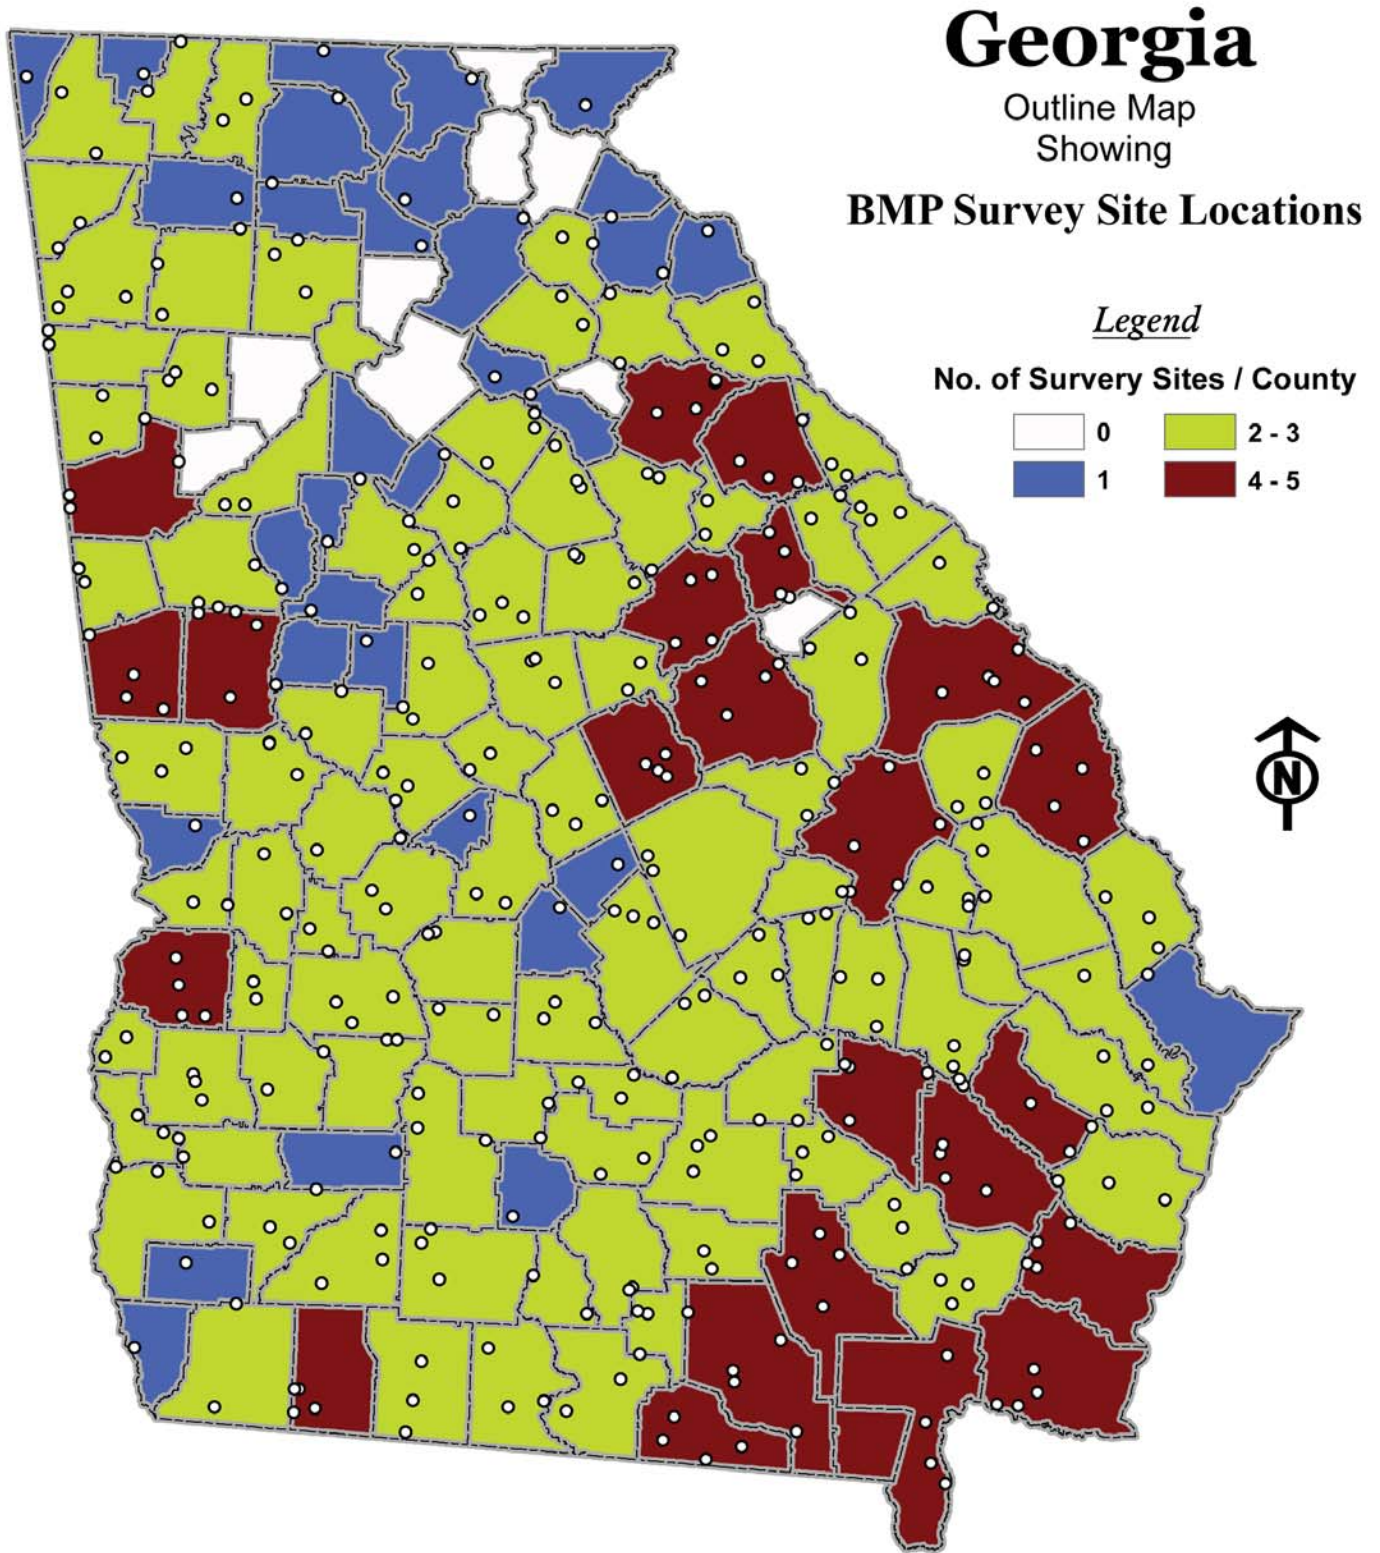 Georgia
Outline Map
Showing
BMP Survey Site Locations
Legend
No. of Survery Sites / County
0
2 - 3
1
4 - 5
N